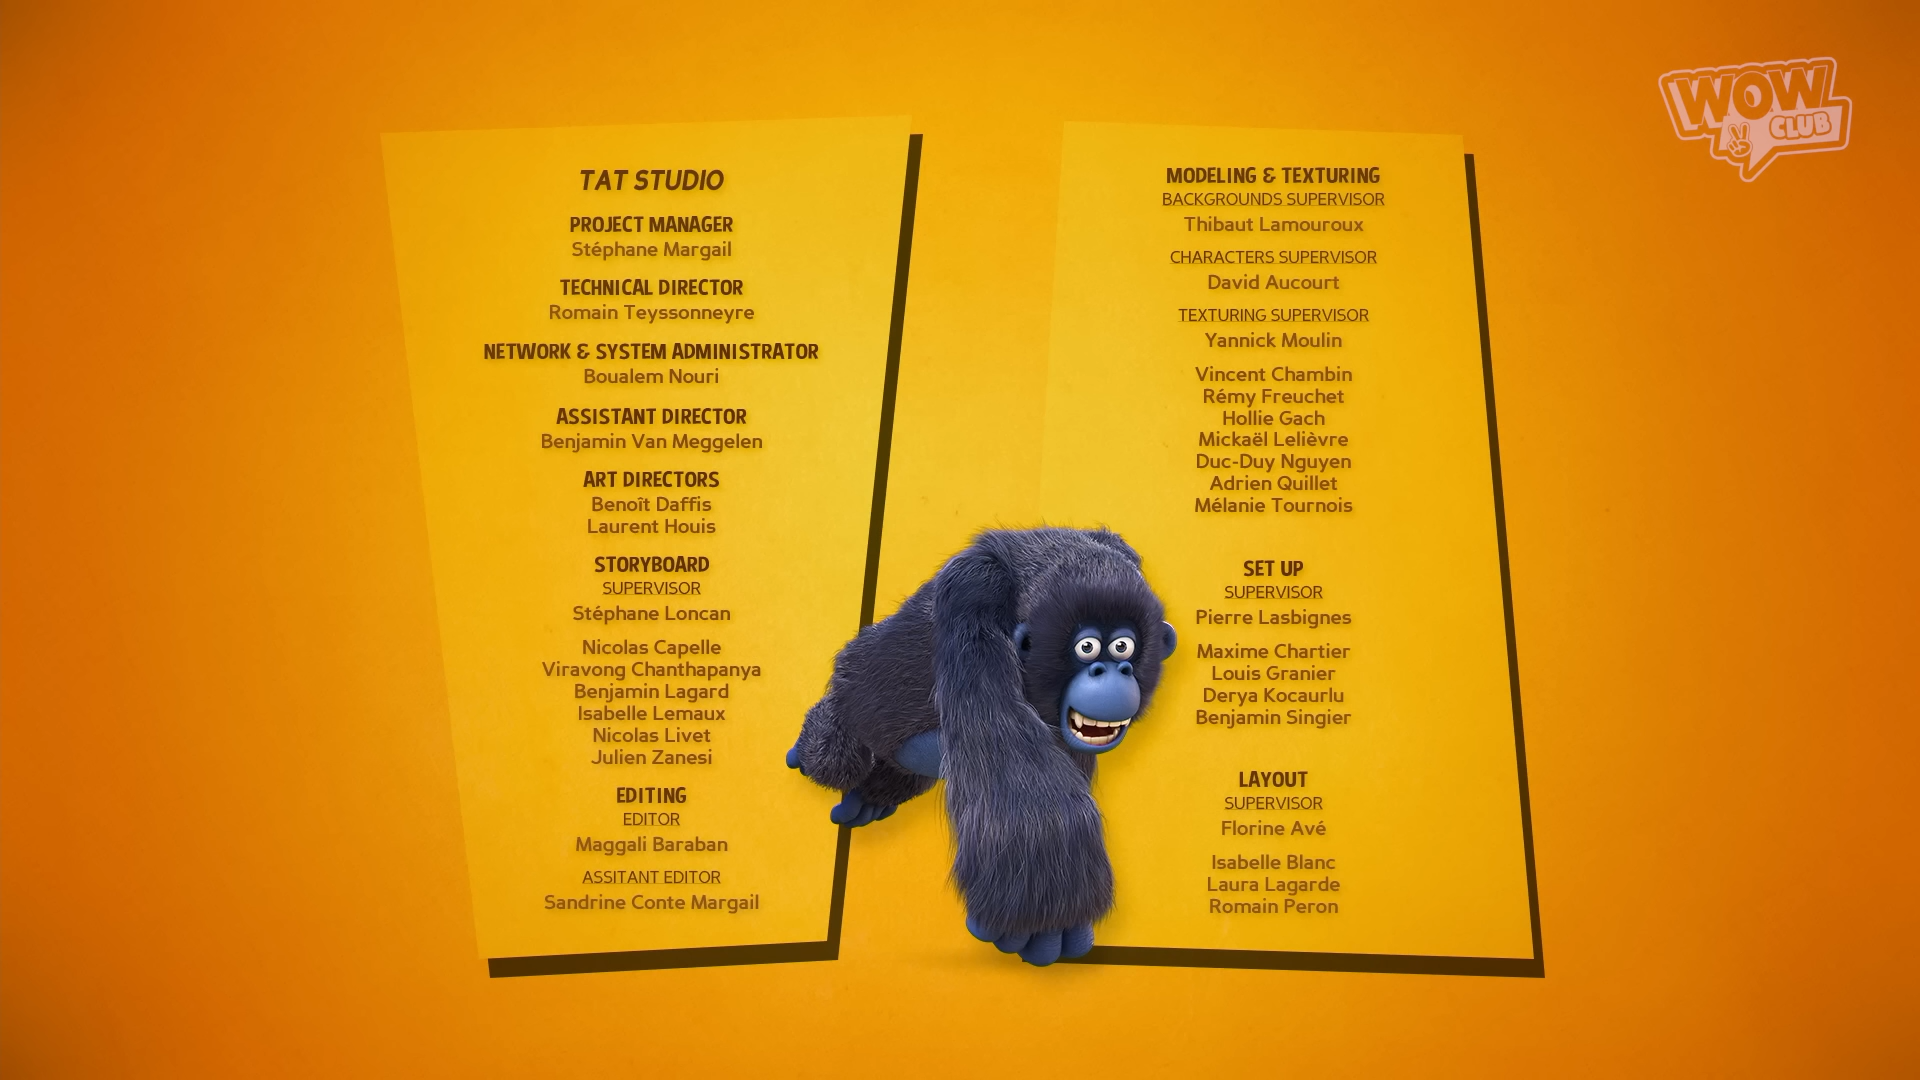 TAT STUDIO
PROJECT MANAGER
Stéphane Margail
TECHNICAL DIRECTOR
Romain Teyssonneyre
NETWORK & SYSTEM ADMINISTRATOR
Boualem Nouri
ASSISTANT DIRECTOR
Benjamin Van Meggelen
ART DIRECTORS
Benoît Daffis
Laurent Houis
STORYBOARD
SUPERVISOR
Stéphane Loncan
Nicolas Capelle
Viravong Chanthapanya
Benjamin Lagard
Isabelle Lemaux
Nicolas Livet
Julien Zanesi
EDITING
EDITOR
Maggali Baraban
ASSITANT EDITOR
Sandrine Conte Margail
MODELING & TEXTURING
BACKGROUNDS SUPERVISOR
Thibaut Lamouroux
CHARACTERS SUPERVISOR
David Aucourt
TEXTURING SUPERVISOR
Yannick Moulin
Vincent Chambin
Rémy Freuchet
Hollie Gach
Mickaël Lelièvre
Duc-Duy Nguyen
Adrien Quillet
Mélanie Tournois
SET UP
SUPERVISOR
Pierre Lasbignes
Maxime Chartier
Louis Granier
Derya Kocaurlu
Benjamin Singier
LAYOUT
SUPERVISOR
Florine Avé
Isabelle Blanc
Laura Lagarde
Romain Peron
WOW
CLUB